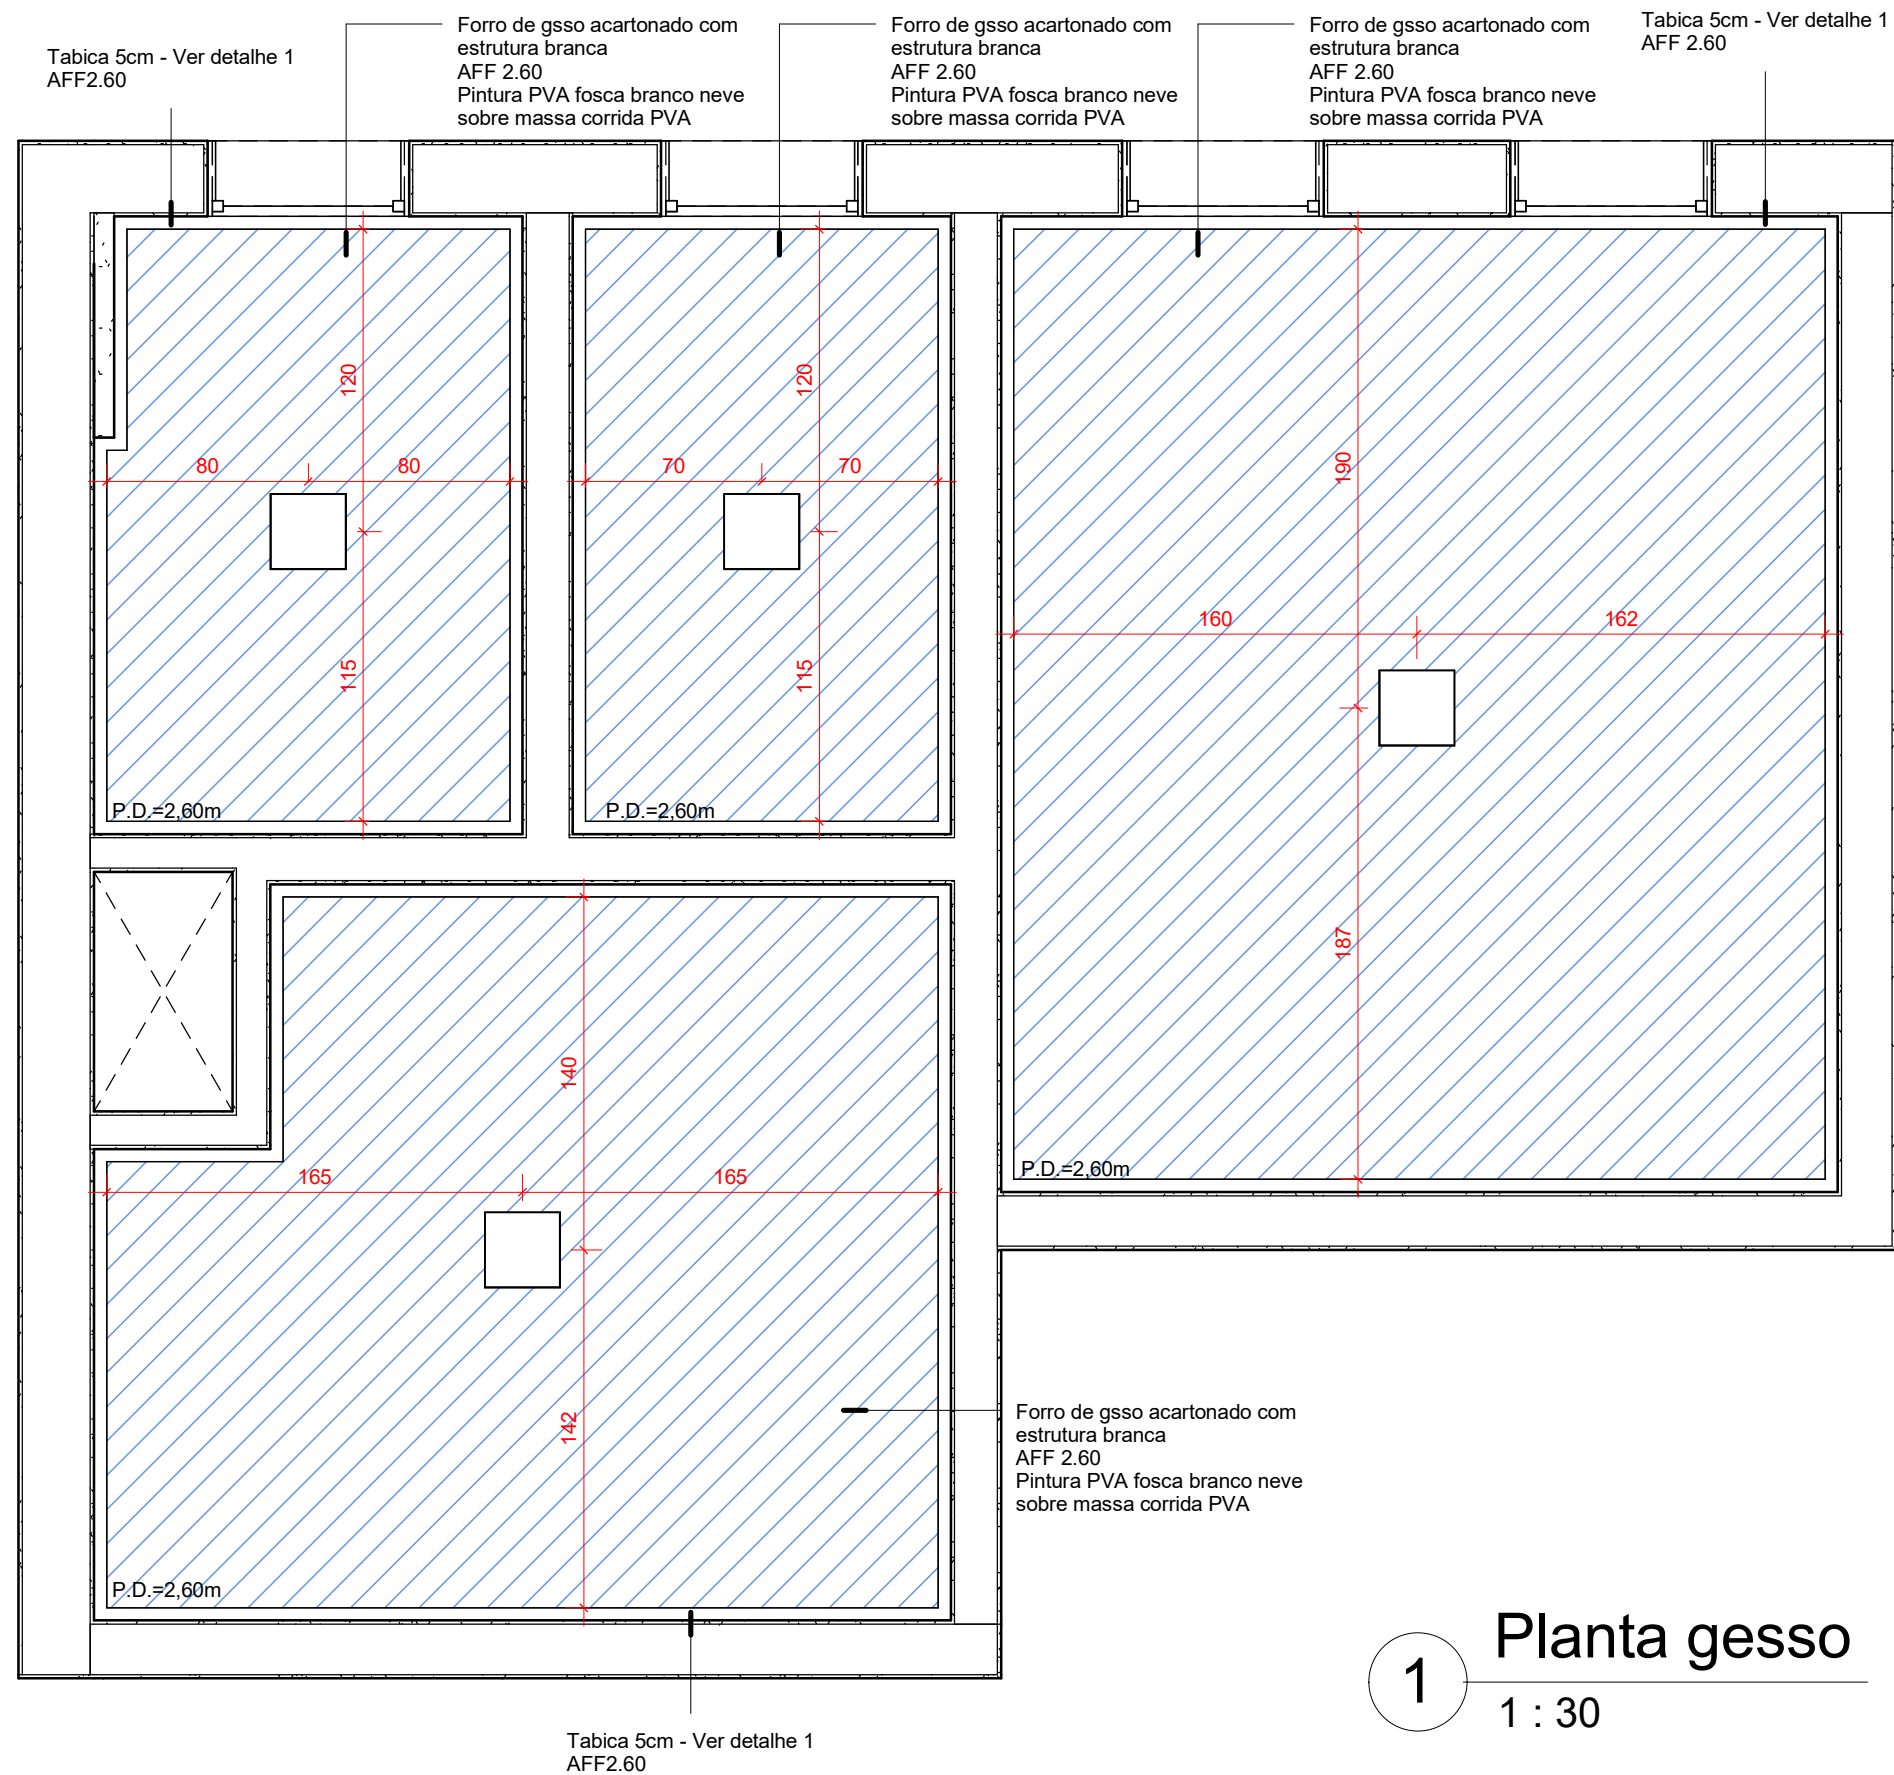 Tabica 5cm - Ver detalhe 1
AFF2.60
Forro de gsso acartonado com
estrutura branca
AFF 2.60
Pintura PVA fosca branco neve
sobre massa corrida PVA
Forro de gsso acartonado com
estrutura branca
AFF 2.60
Pintura PVA fosca branco neve
sobre massa corrida PVA
Forro de gsso acartonado com
estrutura branca
AFF 2.60
Pintura PVA fosca branco neve
sobre massa corrida PVA
Tabica 5cm - Ver detalhe 1
AFF 2.60
120
80
80
115
P.D.=2,60m
120
70
70
115
P.D.=2,60m
190
160
162
187
P.D.=2,60m
140
165
165
142
P.D.=2,60m
Forro de gsso acartonado com
estrutura branca
AFF 2.60
Pintura PVA fosca branco neve
sobre massa corrida PVA
Tabica 5cm - Ver detalhe 1
AFF2.60
1
Planta gesso
1 : 30